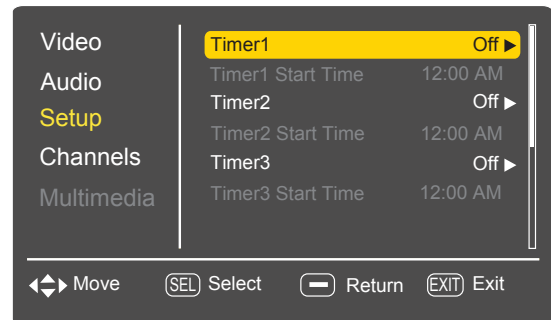 Video
Audio
Setup
Channels
Multimedia
Timer1 Off
Timer1 Start Time 12:00 AM
Timer2 Off
Timer2 Start Time 12:00 AM
Timer3 Off
Timer3 Start Time 12:00 AM
Move SEL Select Return EXIT Exit